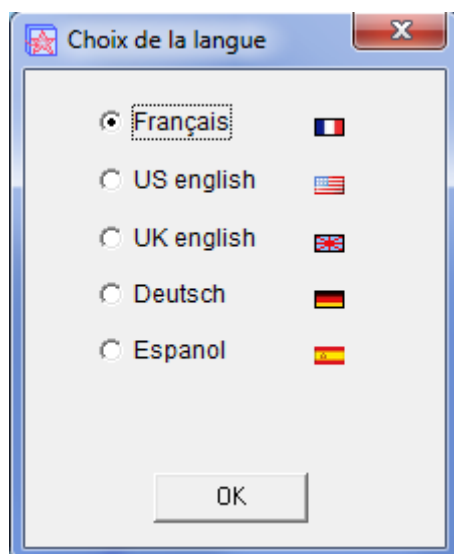 Choix de la langue
Français
US english
UK english
Deutsch
Espanol
OK